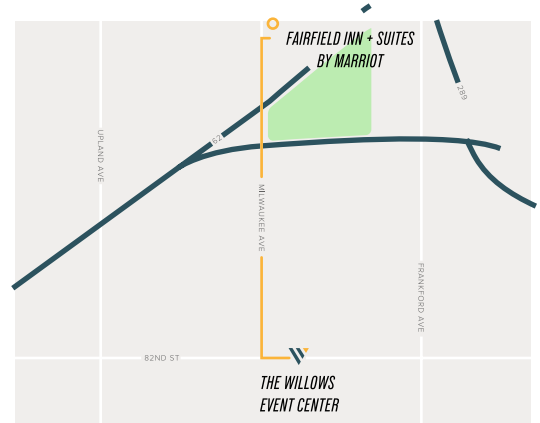 FAIRFIELD INN + SUITES
BY MARRIOT
289
62
UPLAND AVE
MILWAUKEE AVE
FRANKFORD AVE
82ND ST
THE WILLOWS
EVENT CENTER